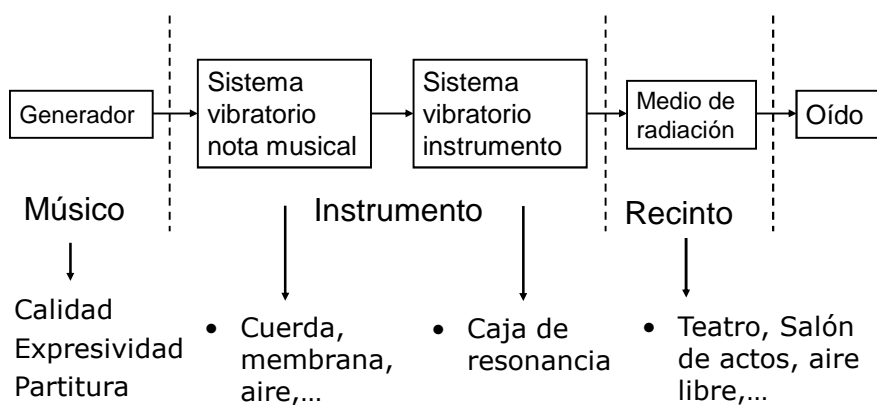 Generador
Sistema
vibratorio
nota musical
Sistema
vibratorio
instrumento
Medio de
radiación
Oído
Músico
Instrumento
Recinto
Calidad
Expresividad
Partitura
• Cuerda,
membrana,
aire,...
• Caja de
resonancia
• Teatro, Salón
de actos, aire
libre,...